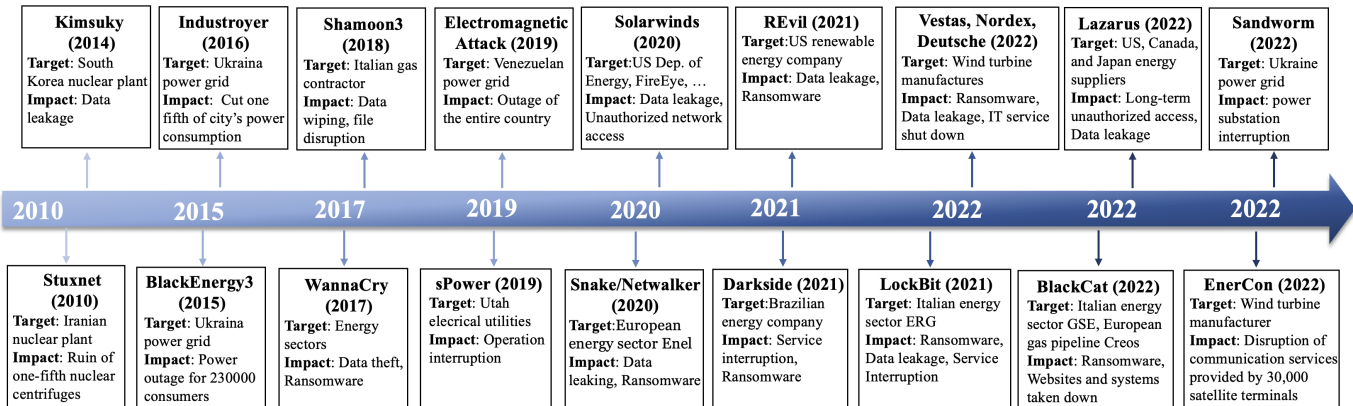 Kimsuky
(2014)
Target: South
Korea nuclear plant
Impact: Data
leakage
Industroyer
(2016)
Target: Ukraina
power grid
Impact: Cut one
fifth of city's power
consumption
Shamoon3
(2018)
Target: Italian gas
contractor
Impact: Data
wiping, file
disruption
Electromagnetic
Attack (2019)
Target: Venezuelan
power grid
Impact: Outage of
the entire country
Solarwinds
(2020)
Target:US Dep. of
Energy, FireEye, …
Impact: Data leakage,
Unauthorized network
access
REvil (2021)
Target:US renewable
energy company
Impact: Data leakage,
Ransomware
Vestas, Nordex,
Deutsche (2022)
Target: Wind turbine
manufactures
Impact: Ransomware,
Data leakage, IT service
shut down
Lazarus (2022)
Target: US, Canada,
and Japan energy
suppliers
Impact: Long-term
unauthorized access,
Data leakage
Sandworm
(2022)
Target: Ukraine
power grid
Impact: power
substation
interruption
2010
2015
2017
2019
2020
2021
2022
2022
2022
Stuxnet
(2010)
Target: Iranian
nuclear plant
Impact: Ruin of
one-fifth nuclear
centrifuges
BlackEnergy3
(2015)
Target: Ukraina
power grid
Impact: Power
outage for 230000
consumers
WannaCry
(2017)
Target: Energy
sectors
Impact: Data theft,
Ransomware
sPower (2019)
Target: Utah
elecrical utilities
Impact: Operation
interruption
Snake/Netwalker
(2020)
Target:European
energy sector Enel
Impact: Data
leaking, Ransomware
Darkside (2021)
Target:Brazilian
energy company
Impact: Service
interruption,
Ransomware
LockBit (2021)
Target: Italian energy
sector ERG
Impact: Ransomware,
Data leakage, Service
Interruption
BlackCat (2022)
Target: Italian energy
sector GSE, European
gas pipeline Creos
Impact: Ransomware,
Websites and systems
taken down
EnerCon (2022)
Target: Wind turbine
manufacturer
Impact: Disruption of
communication services
provided by 30,000
satellite terminals